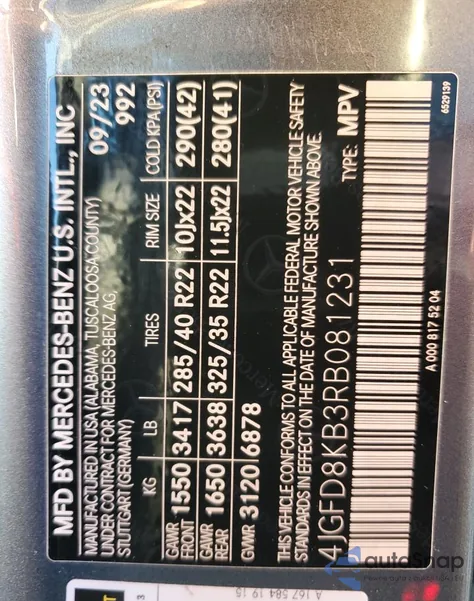 MFD BY MERCEDES-BENZ U.S. INTL., INC
MANUFACTURED IN USA (ALABAMA, TUSCALOOSA COUNTY) 09/23
UNDER CONTRACT FOR MERCEDES-BENZ AG 992
STUTTGART (GERMANY)
KG LB TIRES RIM SIZE COLD KPA (PSI)
GAWR FRONT 1550 3417 285/40 R22 10Jx22 290(42)
GAWR REAR 1650 3638 325/35 R22 11.5Jx22 280(41)
GWR 3120 6878
THIS VEHICLE CONFORMS TO ALL APPLICABLE FEDERAL MOTOR VEHICLE SAFETY
STANDARDS IN EFFECT ON THE DATE OF MANUFACTURE SHOWN ABOVE.
4JGFD8KB3RB081231 TYPE: MPV
A 000 817 52 04 6529139
A 167 584 19 15
autoSnap